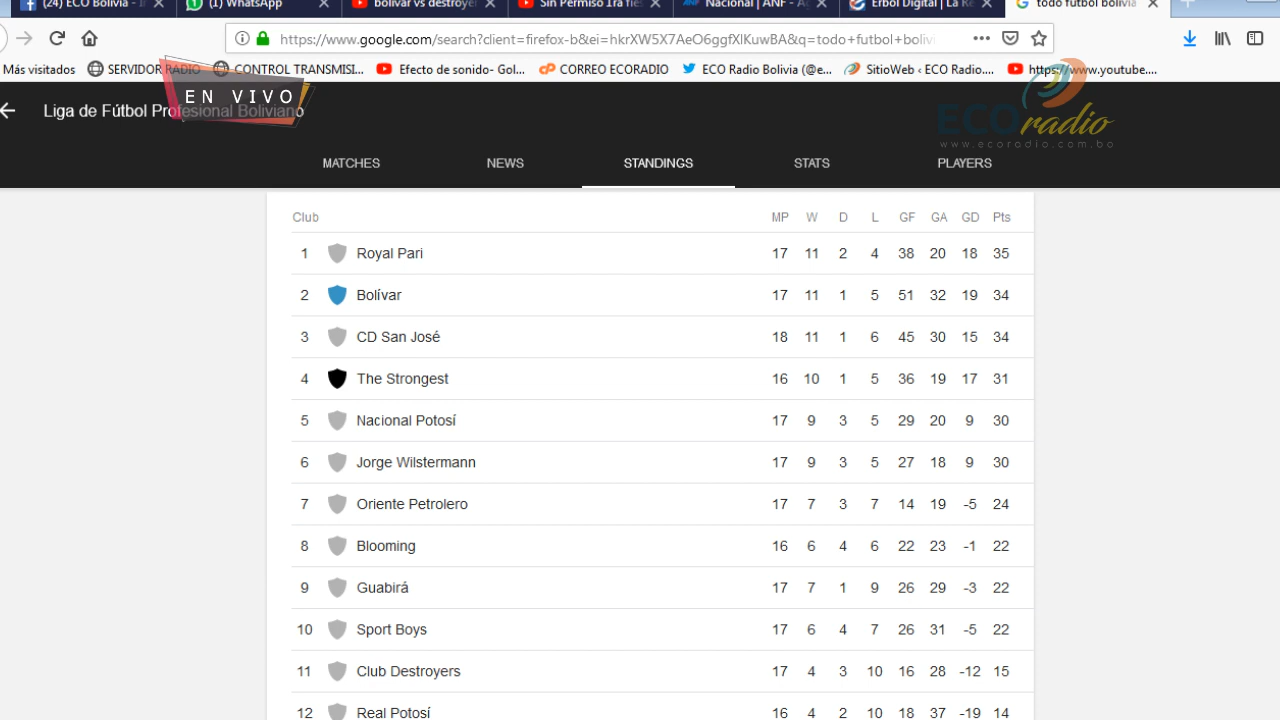 (24) ECO Bolivia - I
(1) WhatsApp
bolivar vs destroyer
Sin Permiso Ira fies
Nacional | ANF - Ag
Erbol Digital | La Re
todo futbol bolivia
https://www.google.com/search?client=firefox-b&ei=hkrXW5X7AeO6ggfXlKuwBA&q=todo+futbol+boliv
Más visitados SERVIDOR RADIO CONTROL TRANSMISI... Efecto de sonido- Gol... CORREO ECORADIO ECO Radio Bolivia (@e... SitioWeb ‹ ECO Radio.... https://www.youtube....
EN VIVO
Liga de Fútbol Profesional Boliviano
ECO radio
www.ecoradio.com.bo
MATCHES NEWS STANDINGS STATS PLAYERS
Club MP W D L GF GA GD Pts
1 Royal Pari 17 11 2 4 38 20 18 35
2 Bolívar 17 11 1 5 51 32 19 34
3 CD San José 18 11 1 6 45 30 15 34
4 The Strongest 16 10 1 5 36 19 17 31
5 Nacional Potosí 17 9 3 5 29 20 9 30
6 Jorge Wilstermann 17 9 3 5 27 18 9 30
7 Oriente Petrolero 17 7 3 7 14 19 -5 24
8 Blooming 16 6 4 6 22 23 -1 22
9 Guabirá 17 7 1 9 26 29 -3 22
10 Sport Boys 17 6 4 7 26 31 -5 22
11 Club Destroyers 17 4 3 10 16 28 -12 15
12 Real Potosí 16 4 2 10 18 37 -19 14